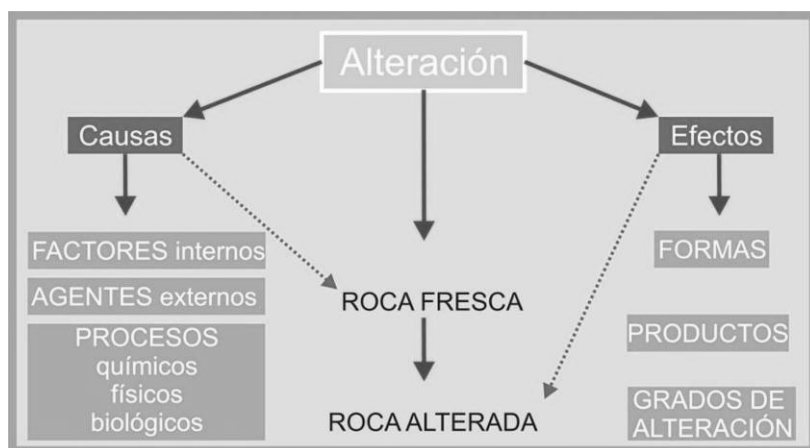 Alteración
Causas
Efectos
FACTORES internos
AGENTES externos
PROCESOS
químicos
físicos
biológicos
ROCA FRESCA
ROCA ALTERADA
FORMAS
PRODUCTOS
GRADOS DE
ALTERACIÓN